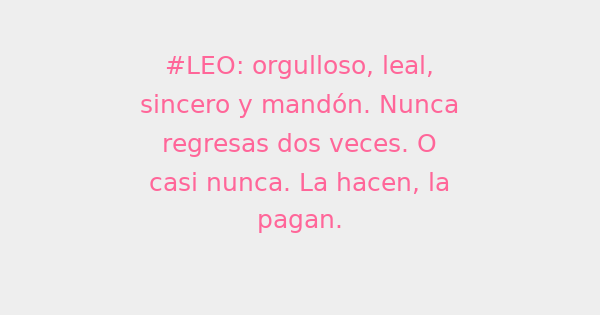 #LEO: orgulloso, leal,
sincero y mandón. Nunca
regresas dos veces. O
casi nunca. La hacen, la
pagan.